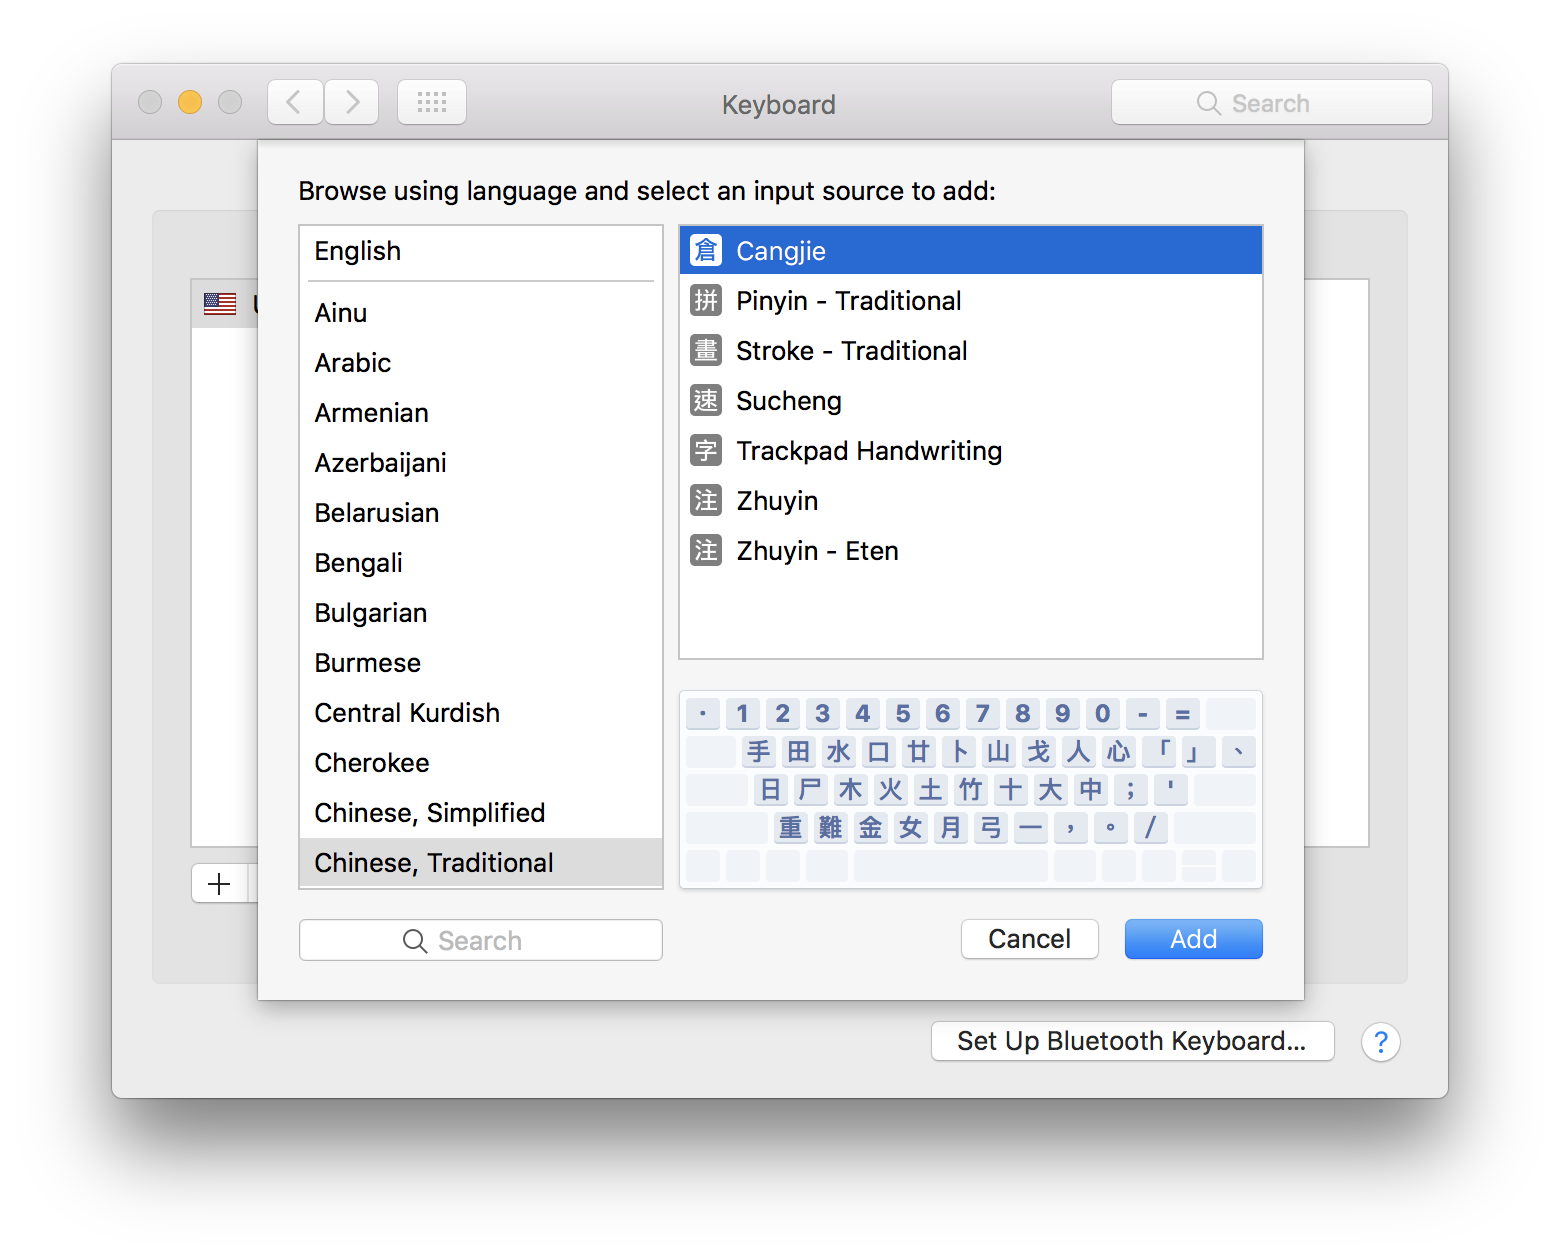 Keyboard
Search
Browse using language and select an input source to add:
English
Ainu
Arabic
Armenian
Azerbaijani
Belarusian
Bengali
Bulgarian
Burmese
Central Kurdish
Cherokee
Chinese, Simplified
Chinese, Traditional
倉 Cangjie
拼 Pinyin - Traditional
畫 Stroke - Traditional
速 Sucheng
字 Trackpad Handwriting
注 Zhuyin
注 Zhuyin - Eten
· 1 2 3 4 5 6 7 8 9 0 - =
手 田 水 口 廿 卜 山 戈 人 心 「 」 、
日 尸 木 火 土 竹 十 大 中 ; '
重 難 金 女 月 弓 一 , 。 /
Search
Cancel
Add
Set Up Bluetooth Keyboard...
?